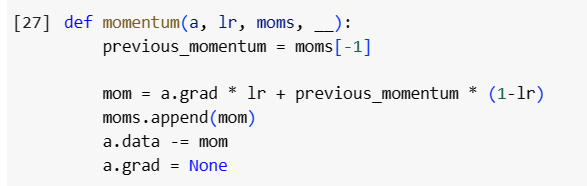 [27] def momentum(a, lr, moms, __):
previous_momentum = moms[-1]
mom = a.grad * lr + previous_momentum * (1-lr)
moms.append(mom)
a.data -= mom
a.grad = None